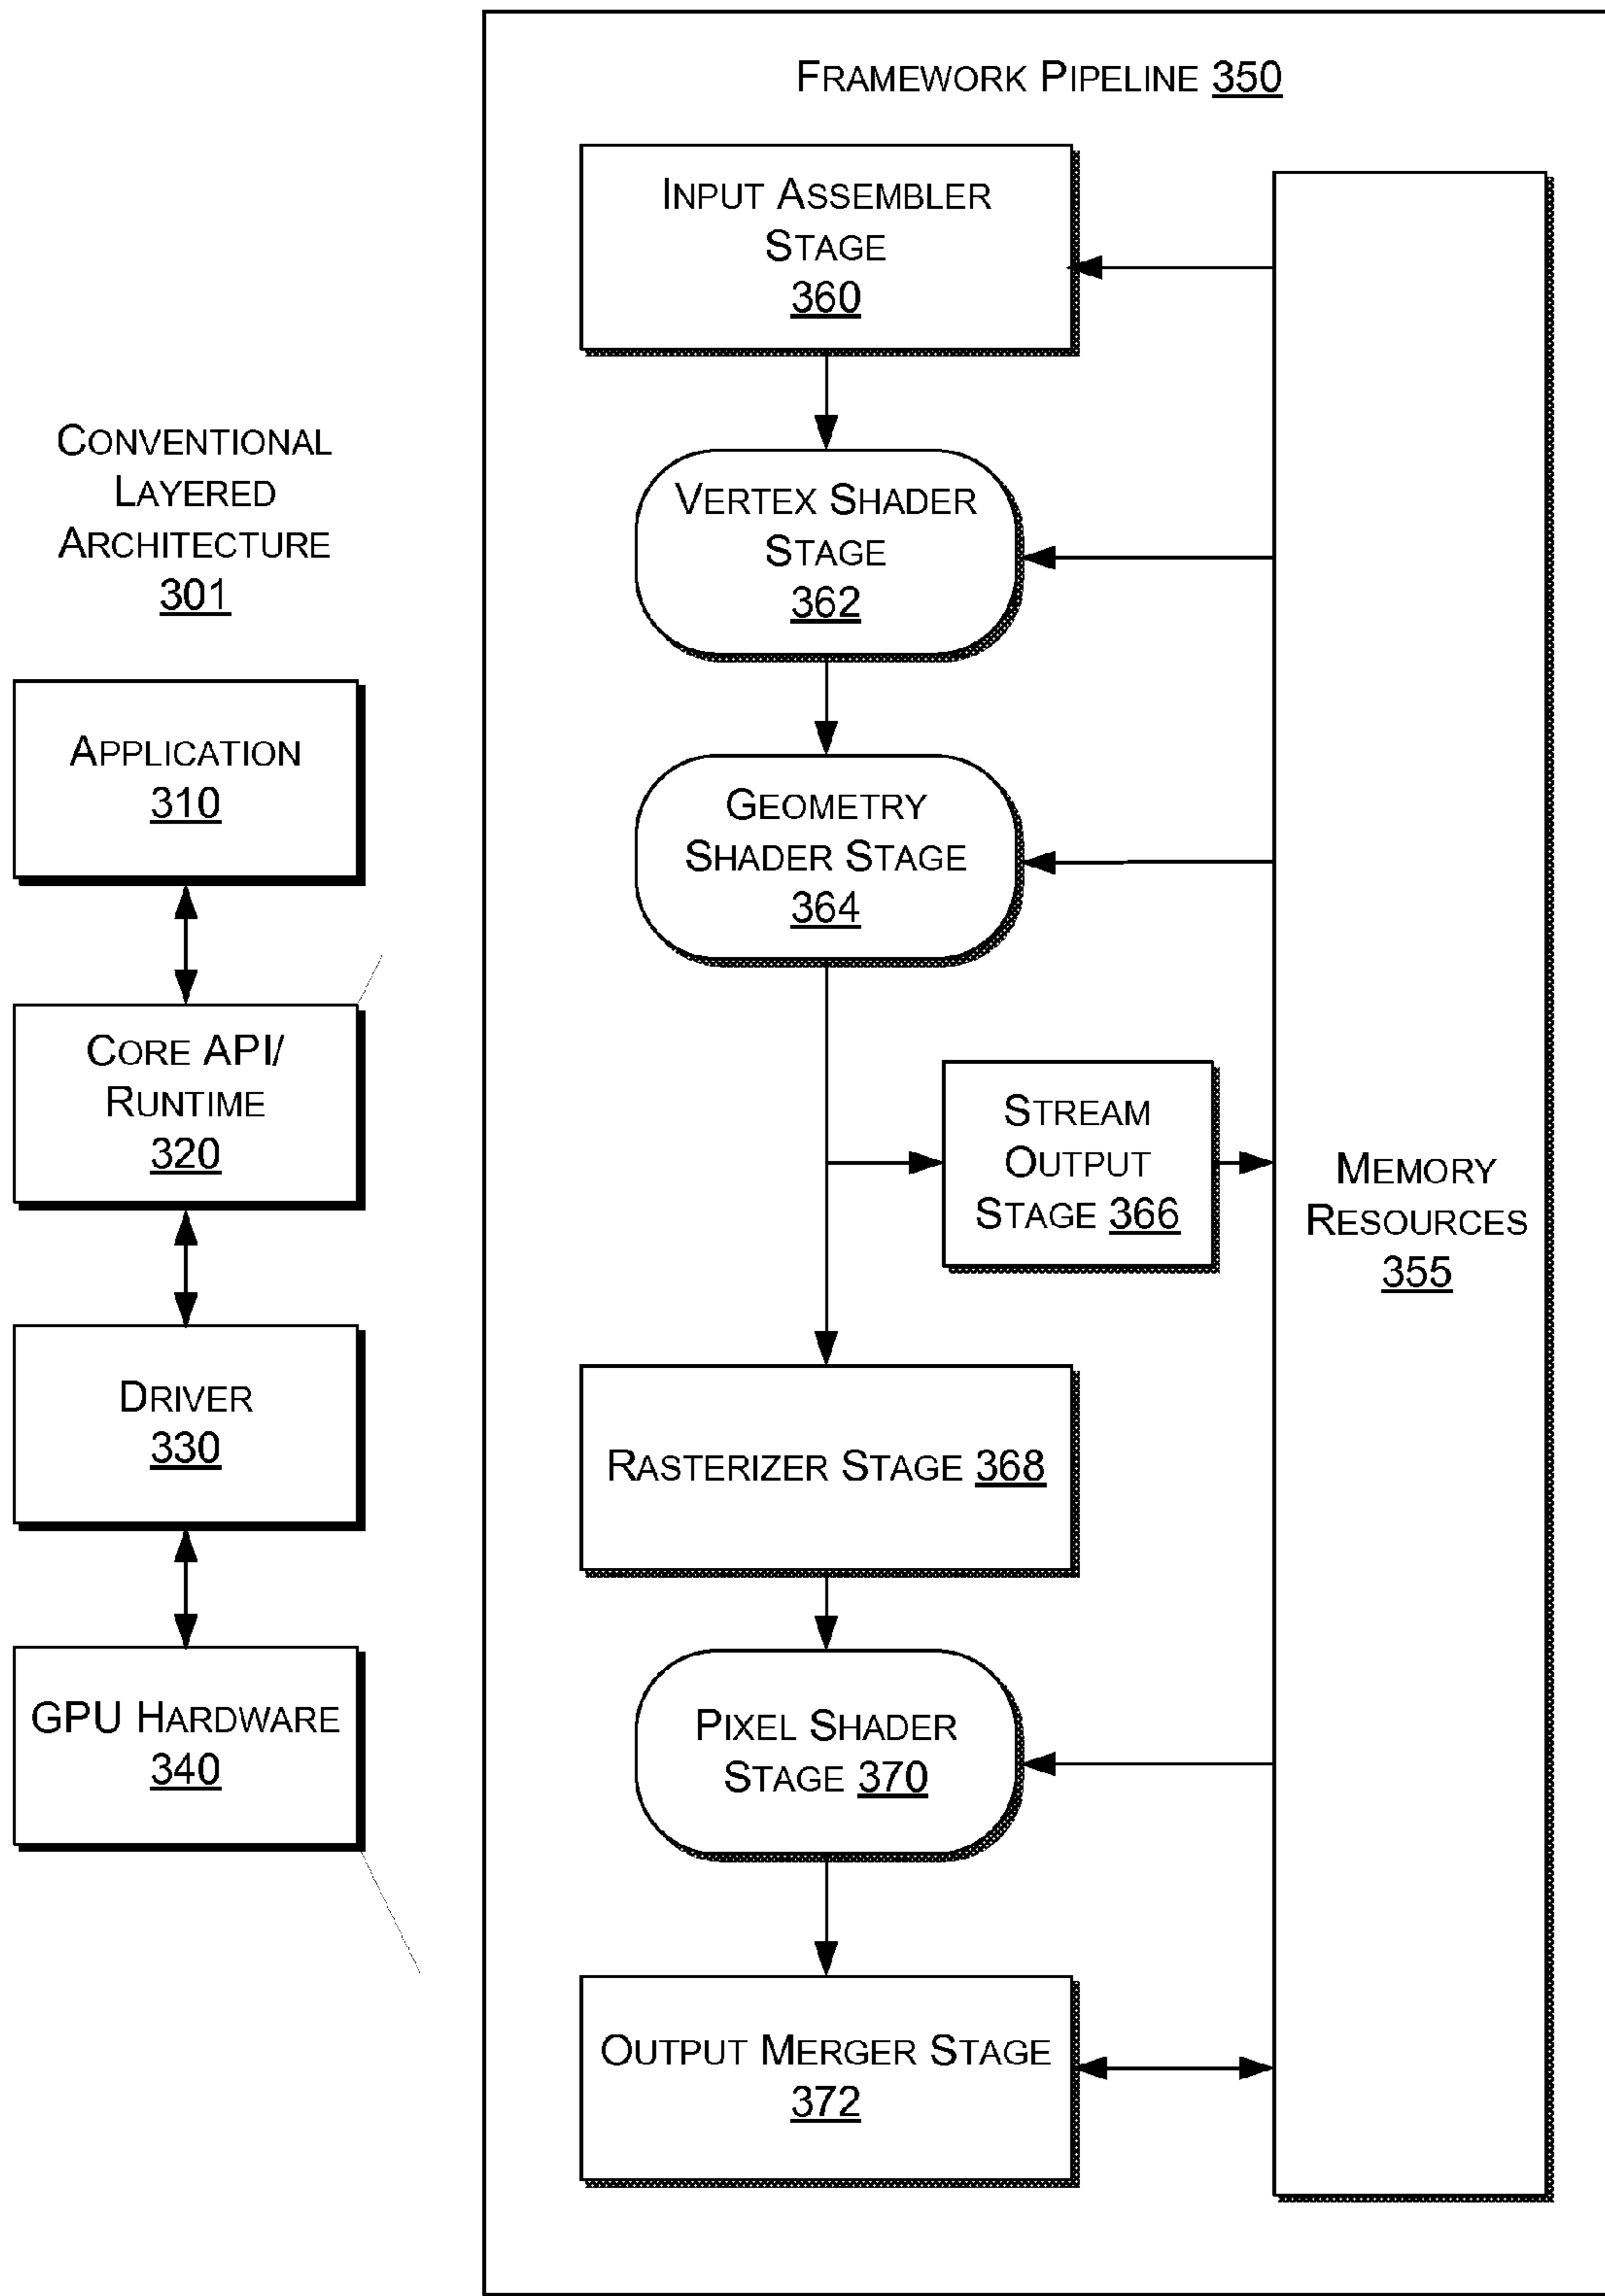 FRAMEWORK PIPELINE 350
INPUT ASSEMBLER
STAGE
360
CONVENTIONAL
LAYERED
ARCHITECTURE
301
VERTEX SHADER
STAGE
362
APPLICATION
310
GEOMETRY
SHADER STAGE
364
CORE API/
RUNTIME
320
STREAM
OUTPUT
STAGE 366
MEMORY
RESOURCES
355
DRIVER
330
RASTERIZER STAGE 368
GPU HARDWARE
340
PIXEL SHADER
STAGE 370
OUTPUT MERGER STAGE
372